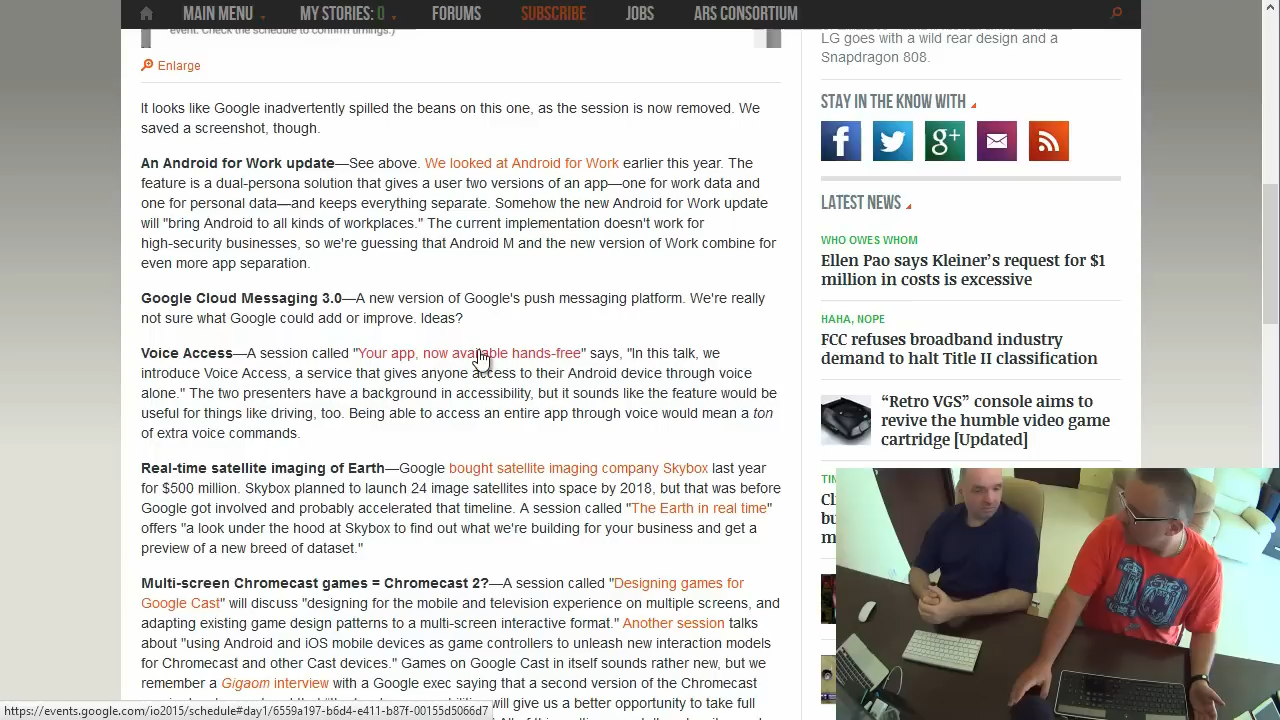 MAIN MENU
MY STORIES: 0
FORUMS
SUBSCRIBE
JOBS
ARS CONSORTIUM
event. Check the schedule to confirm timings.)
Enlarge
It looks like Google inadvertently spilled the beans on this one, as the session is now removed. We
saved a screenshot, though.
An Android for Work update—See above. We looked at Android for Work earlier this year. The
feature is a dual-persona solution that gives a user two versions of an app—one for work data and
one for personal data—and keeps everything separate. Somehow the new Android for Work update
will "bring Android to all kinds of workplaces." The current implementation doesn't work for
high-security businesses, so we're guessing that Android M and the new version of Work combine for
even more app separation.
Google Cloud Messaging 3.0—A new version of Google's push messaging platform. We're really
not sure what Google could add or improve. Ideas?
Voice Access—A session called "Your app, now available hands-free" says, "In this talk, we
introduce Voice Access, a service that gives anyone access to their Android device through voice
alone." The two presenters have a background in accessibility, but it sounds like the feature would be
useful for things like driving, too. Being able to access an entire app through voice would mean a ton
of extra voice commands.
Real-time satellite imaging of Earth—Google bought satellite imaging company Skybox last year
for $500 million. Skybox planned to launch 24 image satellites into space by 2018, but that was before
Google got involved and probably accelerated that timeline. A session called "The Earth in real time"
offers "a look under the hood at Skybox to find out what we're building for your business and get a
preview of a new breed of dataset."
Multi-screen Chromecast games = Chromecast 2?—A session called "Designing games for
Google Cast" will discuss "designing for the mobile and television experience on multiple screens, and
adapting existing game design patterns to a multi-screen interactive format." Another session talks
about "using Android and iOS mobile devices as game controllers to unleash new interaction models
for Chromecast and other Cast devices." Games on Google Cast in itself sounds rather new, but we
remember a Gigaom interview with a Google exec saying that a second version of the Chromecast
will give us a better opportunity to take full
LG goes with a wild rear design and a
Snapdragon 808.
STAY IN THE KNOW WITH
f
g+
LATEST NEWS
WHO OWES WHOM
Ellen Pao says Kleiner's request for $1
million in costs is excessive
HAHA, NOPE
FCC refuses broadband industry
demand to halt Title II classification
“Retro VGS” console aims to
revive the humble video game
cartridge [Updated]
10